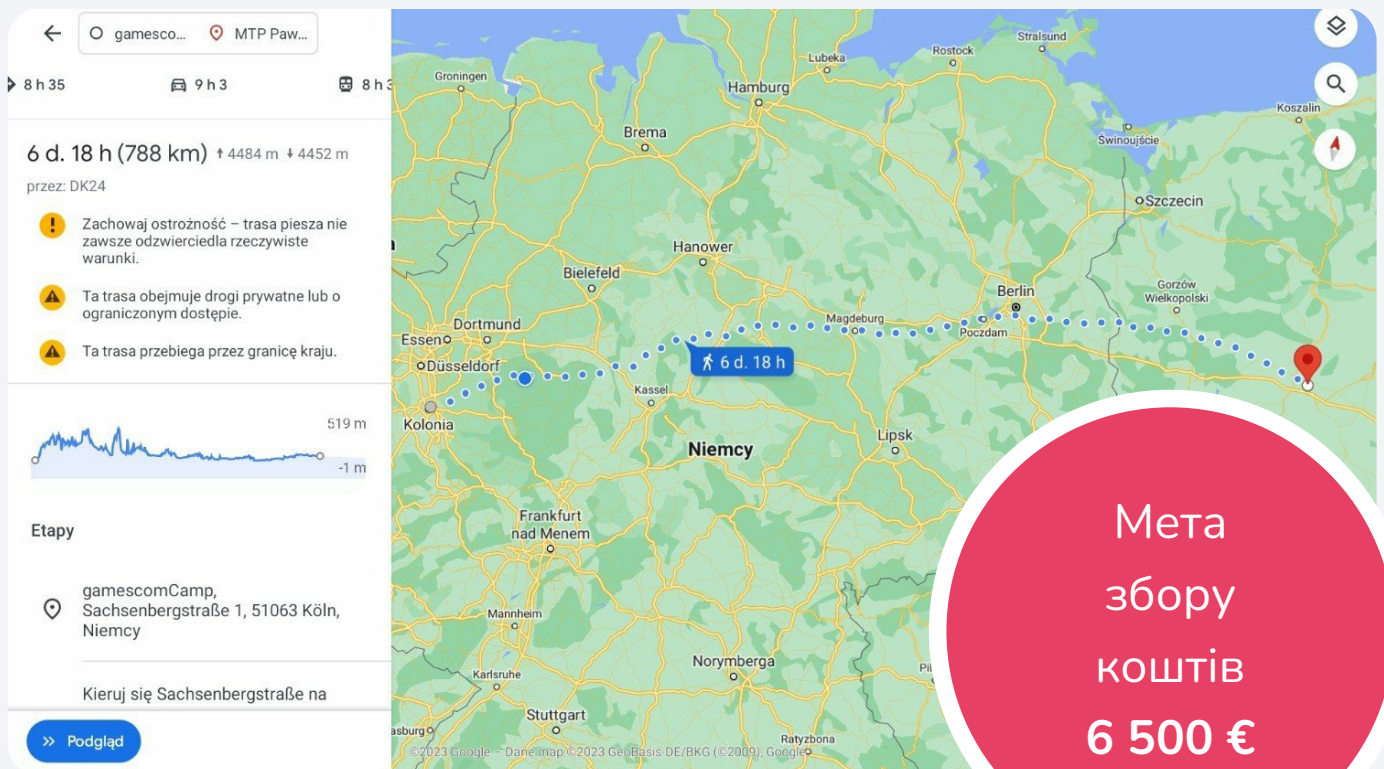 gamesco...
MTP Paw...
8 h 35
9 h 3
8 h 3
6 d. 18 h (788 km) 4484 m 4452 m
przez: DK24
Zachowaj ostrożność – trasa piesza nie
zawsze odzwierciedla rzeczywiste
warunki.
Ta trasa obejmuje drogi prywatne lub o
ograniczonym dostępie.
Ta trasa przebiega przez granicę kraju.
519 m
-1 m
Etapy
gamescomCamp,
Sachsenbergstraße 1, 51063 Köln,
Niemcy
Kieruj się Sachsenbergstraße na
Podgląd
Stralsund
Rostock
Lubeka
Groningen
Hamburg
Koszalin
Brema
Świnoujście
Szczecin
Hanower
Bielefeld
Berlin
Gorzów
Wielkopolski
Magdeburg
Poczdam
Dortmund
Essen
Düsseldorf
6 d. 18 h
Kassel
Kolonia
Lipsk
Niemcy
Frankfurt
nad Menem
Mannheim
Norymberga
Karlsruhe
Stuttgart
Ratyzbona
©2023 Google – Dane map ©2023 GeoBasis-DE/BKG (©2009), Google
Мета
збору
коштів
6 500 €